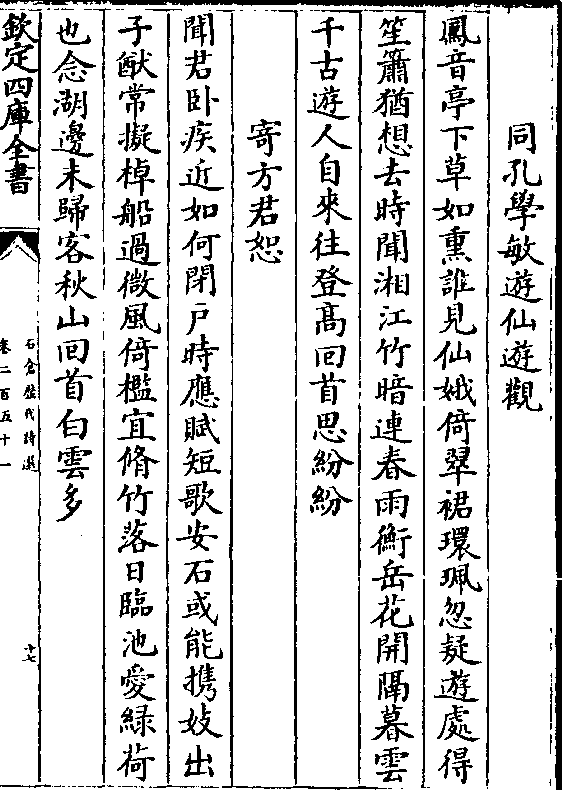 同孔學敏遊仙遊觀
鳳音亭下草如熏誰見仙娥倚翠裙環珮忽疑遊處得
笙簫猶想去時聞湘江竹暗連春雨衡岳花開隔暮雲
千古遊人自來往登髙回首思紛紛
寄方君恕
聞君卧疾近如何閉戸時應賦短歌安石或能携妓出
子猷常擬棹船過微風倚檻宜脩竹落日臨池愛緑荷
也念湖邊未歸客秋山回首白雲多
欽定四庫全書
石倉歷代詩選
卷二百五十一
十七